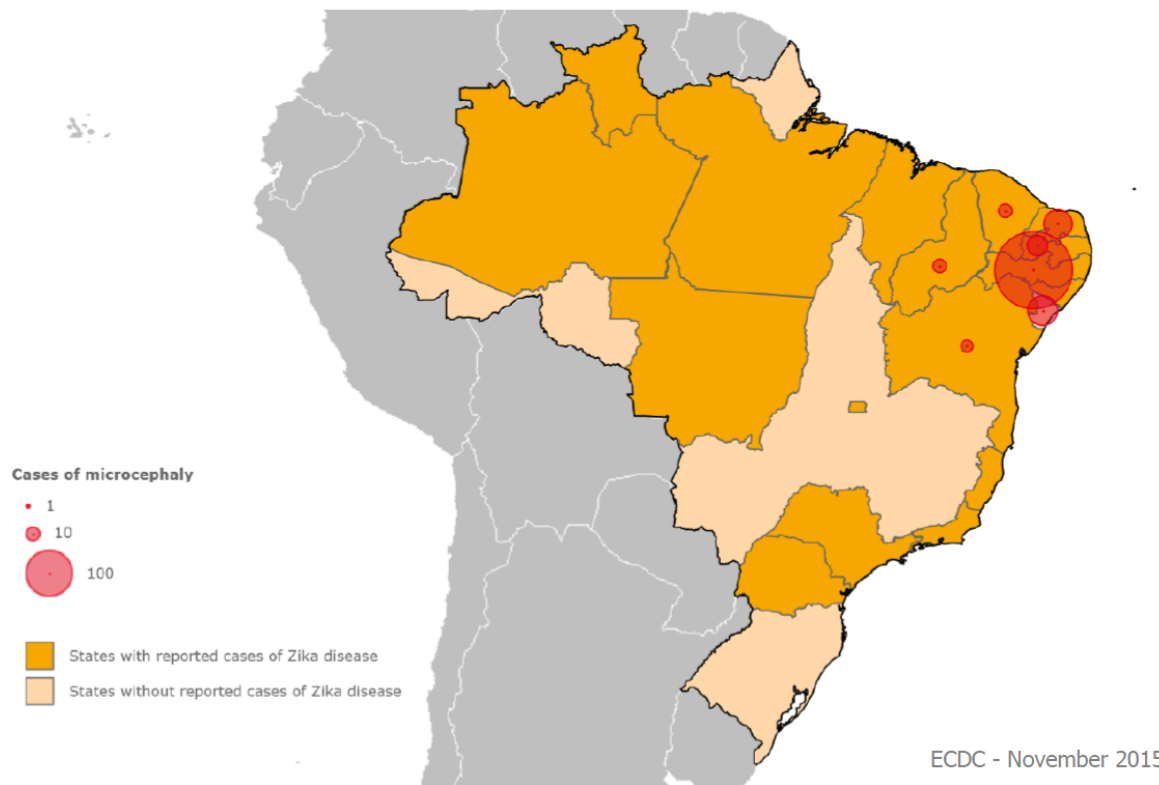 Cases of microcephaly
1
10
100
States with reported cases of Zika disease
States without reported cases of Zika disease
ECDC - November 2015